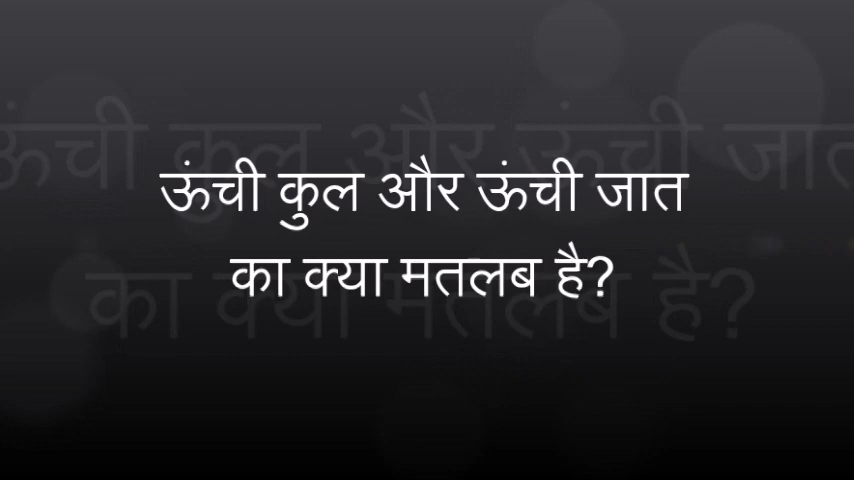 ऊंची कुल और ऊंची जात
का क्या मतलब है?